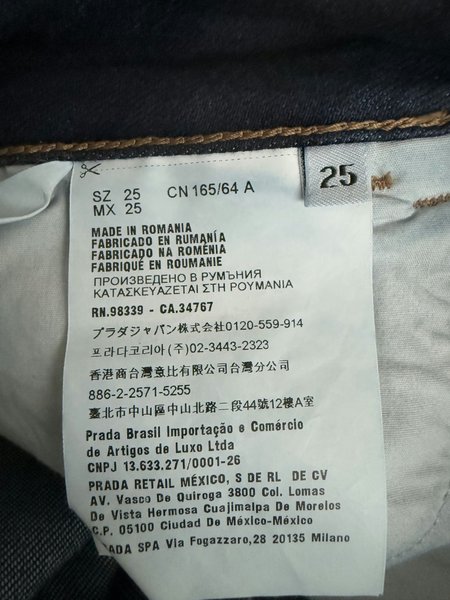 SZ 25 CN 165/64 A
MX 25
25
MADE IN ROMANIA
FABRICADO EN RUMANÍA
FABRICADO NA ROMÉNIA
FABRIQUÉ EN ROUMANIE
ПРОИЗВЕДЕНО В РУМЪНИЯ
ΚΑΤΑΣΚΕΥΑΖΕΤΑΙ ΣΤΗ ΡΟΥΜΑΝΙΑ
RN.98339 - CA.34767
プラダジャパン株式会社0120-559-914
프라다코리아(주)02-3443-2323
香港商台灣意比有限公司台灣分公司
886-2-2571-5255
臺北市中山區中山北路二段44號12樓A室
Prada Brasil Importação e Comércio
de Artigos de Luxo Ltda
CNPJ 13.633.271/0001-26
PRADA RETAIL MÉXICO, S DE RL DE CV
AV. Vasco De Quiroga 3800 Col. Lomas
De Vista Hermosa Cuajimalpa De Morelos
C.P. 05100 Ciudad De México-México
ADA SPA Via Fogazzaro,28 20135 Milano